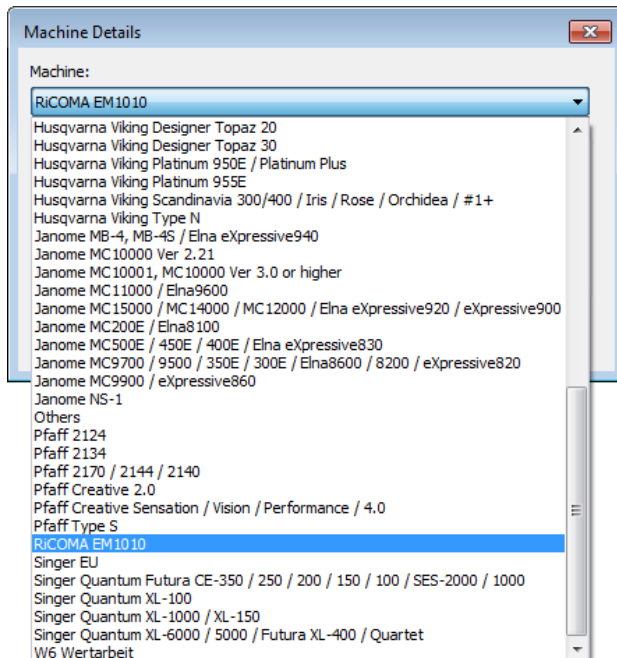 Machine Details
Machine:
RiCOMA EM1010
Husqvarna Viking Designer Topaz 20
Husqvarna Viking Designer Topaz 30
Husqvarna Viking Platinum 950E / Platinum Plus
Husqvarna Viking Platinum 955E
Husqvarna Viking Scandinavia 300/400 / Iris / Rose / Orchidea / #1+
Husqvarna Viking Type N
Janome MB-4, MB-4S / Elna eXpressive940
Janome MC10000 Ver 2.21
Janome MC10001, MC10000 Ver 3.0 or higher
Janome MC11000 / Elna9600
Janome MC15000 / MC14000 / MC12000 / Elna eXpressive920 / eXpressive900
Janome MC200E / Elna8100
Janome MC500E / 450E / 400E / Elna eXpressive830
Janome MC9700 / 9500 / 350E / 300E / Elna8600 / 8200 / eXpressive820
Janome MC9900 / eXpressive860
Janome NS-1
Others
Pfaff 2124
Pfaff 2134
Pfaff 2170 / 2144 / 2140
Pfaff Creative 2.0
Pfaff Creative Sensation / Vision / Performance / 4.0
Pfaff Type S
RiCOMA EM1010
Singer EU
Singer Quantum Futura CE-350 / 250 / 200 / 150 / 100 / SES-2000 / 1000
Singer Quantum XL-100
Singer Quantum XL-1000 / XL-150
Singer Quantum XL-6000 / 5000 / Futura XL-400 / Quartet
W6 Wertarbeit